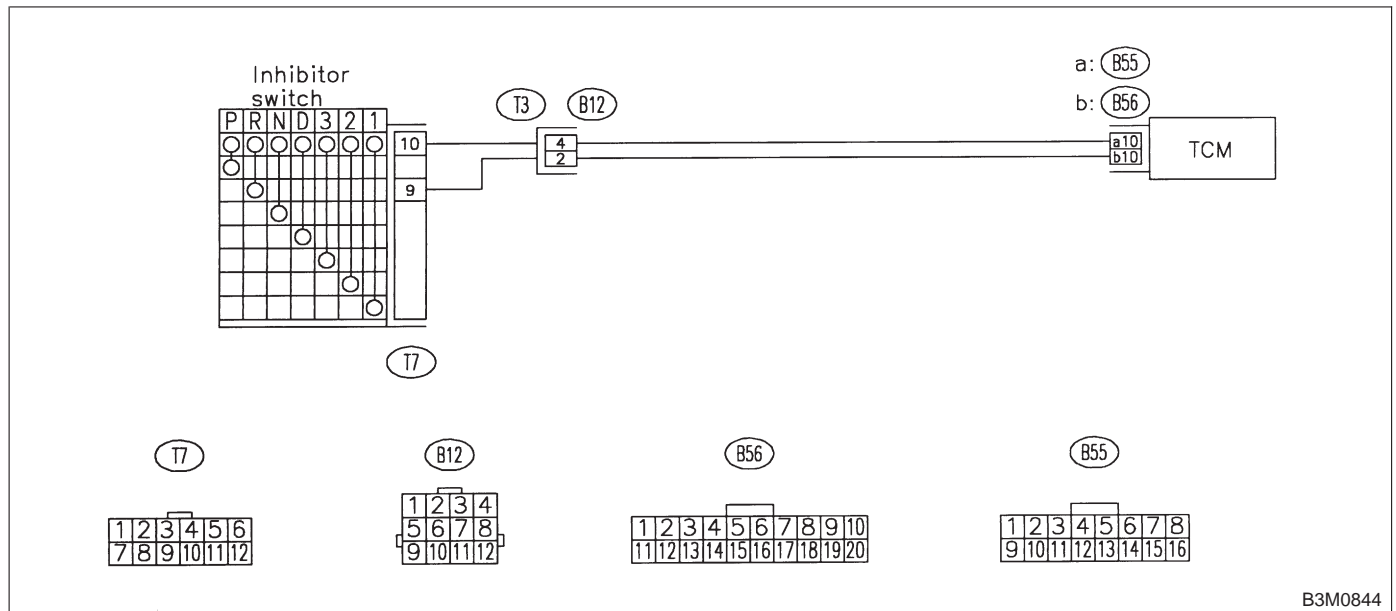 Inhibitor
switch
P R N D 3 2 1
10
9
T7
T3 B12
4
2
a: B55
b: B56
a10
b10
TCM
T7
1 2 3 4 5 6
7 8 9 10 11 12
B12
1 2 3 4
5 6 7 8
9 10 11 12
B56
1 2 3 4 5 6 7 8 9 10
11 12 13 14 15 16 17 18 19 20
B55
1 2 3 4 5 6 7 8
9 10 11 12 13 14 15 16
B3M0844